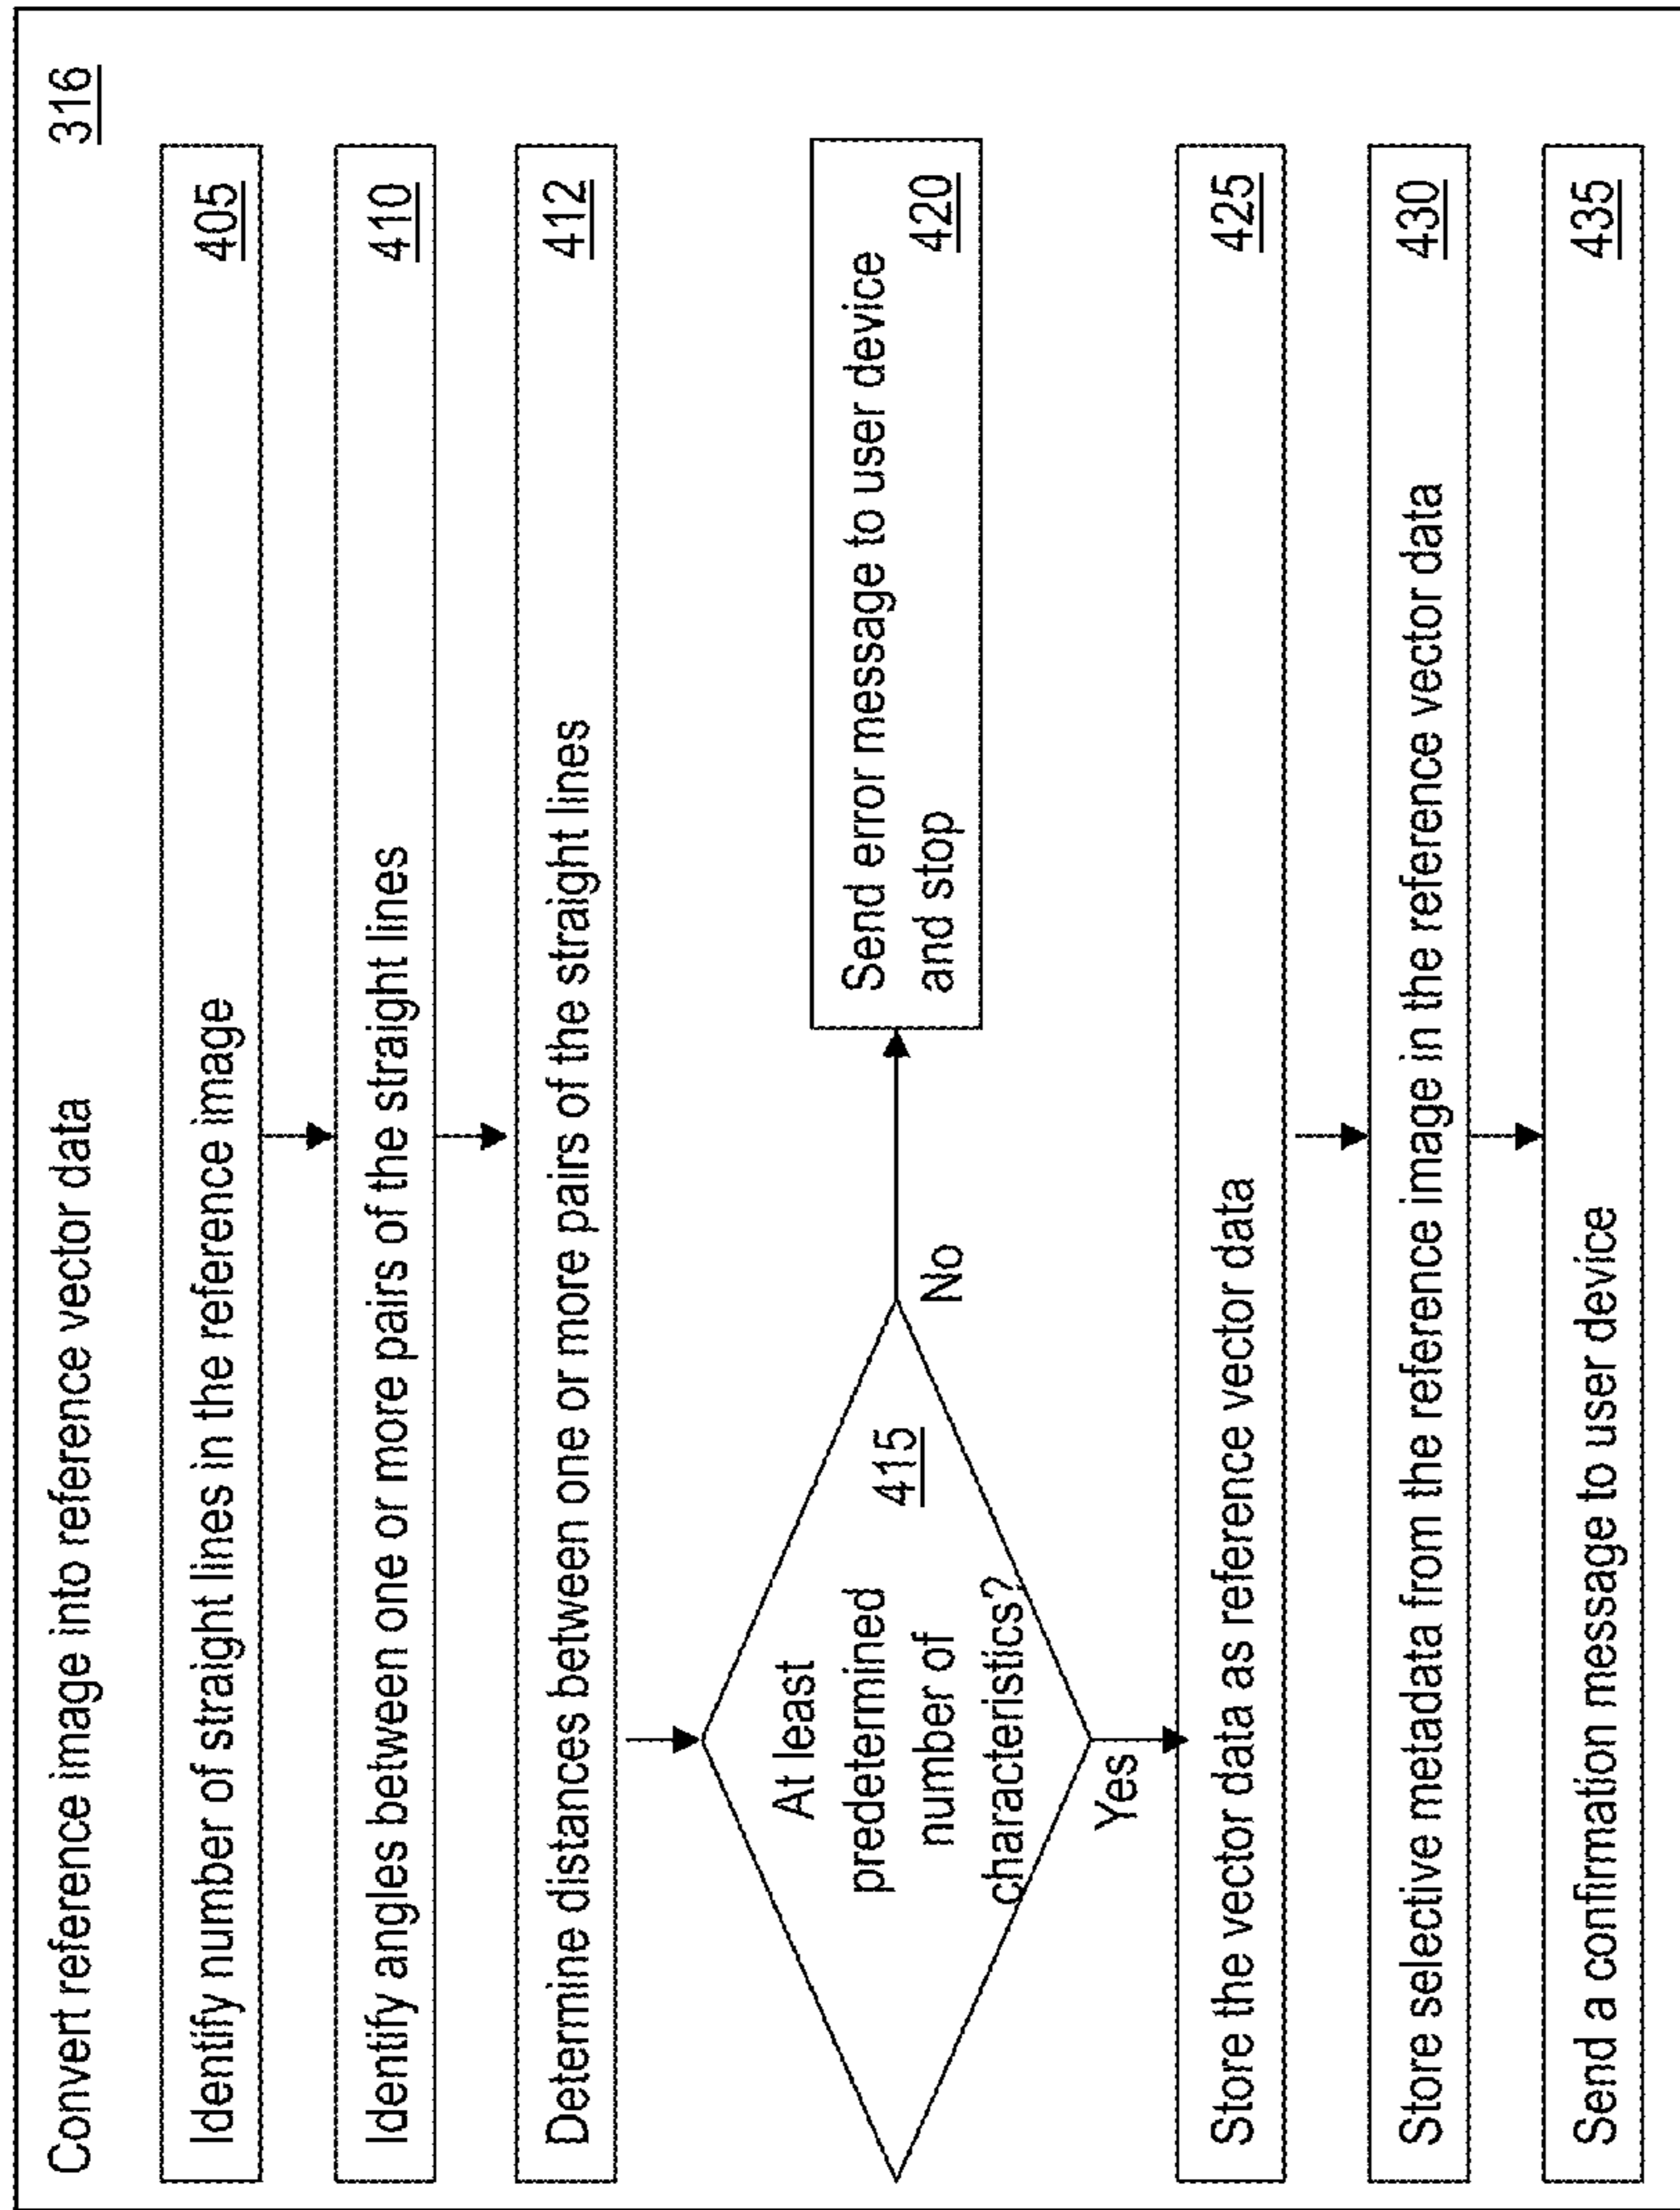 Convert reference image into reference vector data 316
Identify number of straight lines in the reference image 405
Identify angles between one or more pairs of the straight lines 410
Determine distances between one or more pairs of the straight lines 412
At least
predetermined
number of
characteristics?
415
No
Send error message to user device
and stop
420
Yes
Store the vector data as reference vector data 425
Store selective metadata from the reference image in the reference vector data 430
Send a confirmation message to user device 435